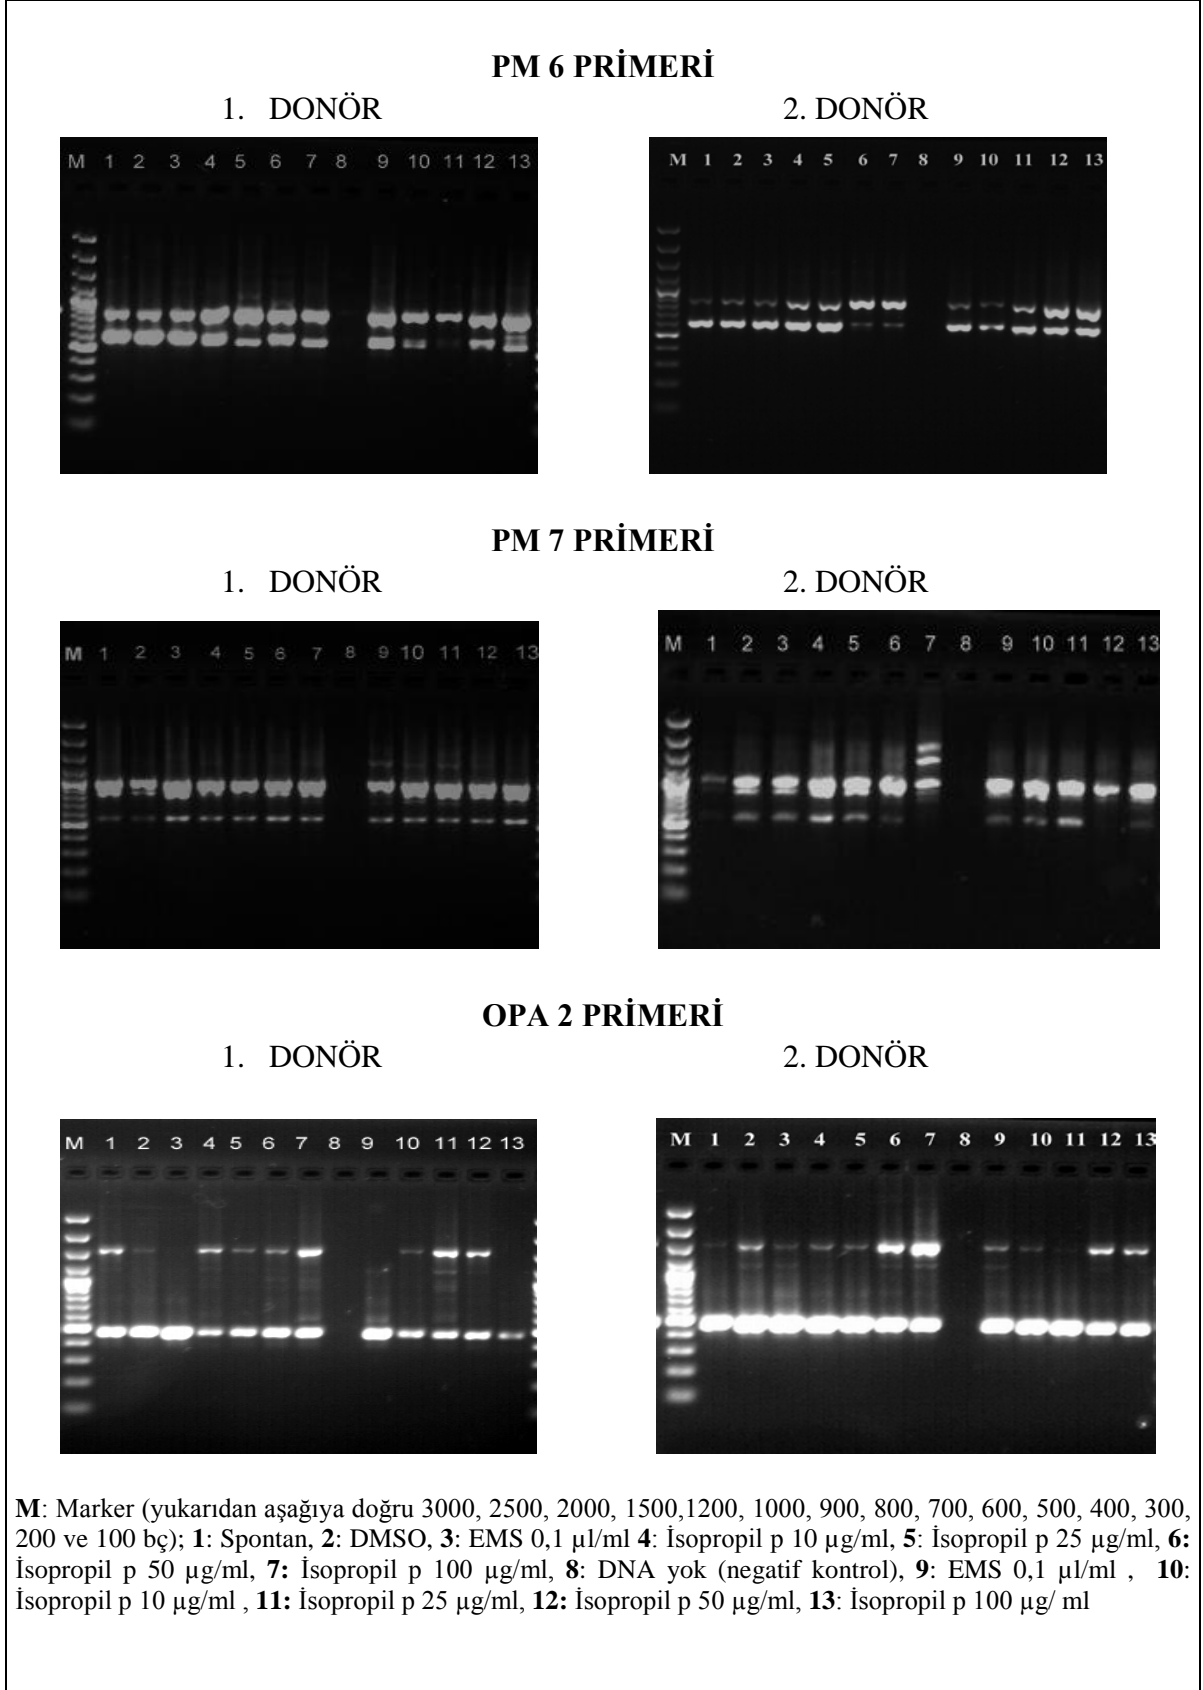 PM 6 PRİMERİ
1. DONÖR
2. DONÖR
M 1 2 3 4 5 6 7 8 9 10 11 12 13
M 1 2 3 4 5 6 7 8 9 10 11 12 13
PM 7 PRİMERİ
1. DONÖR
2. DONÖR
M 1 2 3 4 5 6 7 8 9 10 11 12 13
M 1 2 3 4 5 6 7 8 9 10 11 12 13
OPA 2 PRİMERİ
1. DONÖR
2. DONÖR
M 1 2 3 4 5 6 7 8 9 10 11 12 13
M 1 2 3 4 5 6 7 8 9 10 11 12 13
M: Marker (yukarıdan aşağıya doğru 3000, 2500, 2000, 1500,1200, 1000, 900, 800, 700, 600, 500, 400, 300,
200 ve 100 bç); 1: Spontan, 2: DMSO, 3: EMS 0,1 µl/ml 4: İsopropil p 10 µg/ml, 5: İsopropil p 25 µg/ml, 6:
İsopropil p 50 µg/ml, 7: İsopropil p 100 µg/ml, 8: DNA yok (negatif kontrol), 9: EMS 0,1 µl/ml , 10:
İsopropil p 10 µg/ml , 11: İsopropil p 25 µg/ml, 12: İsopropil p 50 µg/ml, 13: İsopropil p 100 µg/ ml